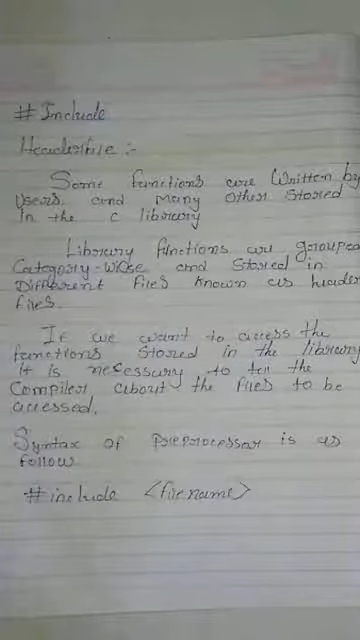 # Include
Headerfile :-
Some functions are Written by
Users and many other Stored
in the C library
Library functions are grouped
Category-wise and Stored in
Different files known as header
files.
If we want to access the
functions Stored in the library
it is necessary to tell the
Compiler about the files to be
accessed.
Syntax of preprocessor is as
follow
#include <filename>